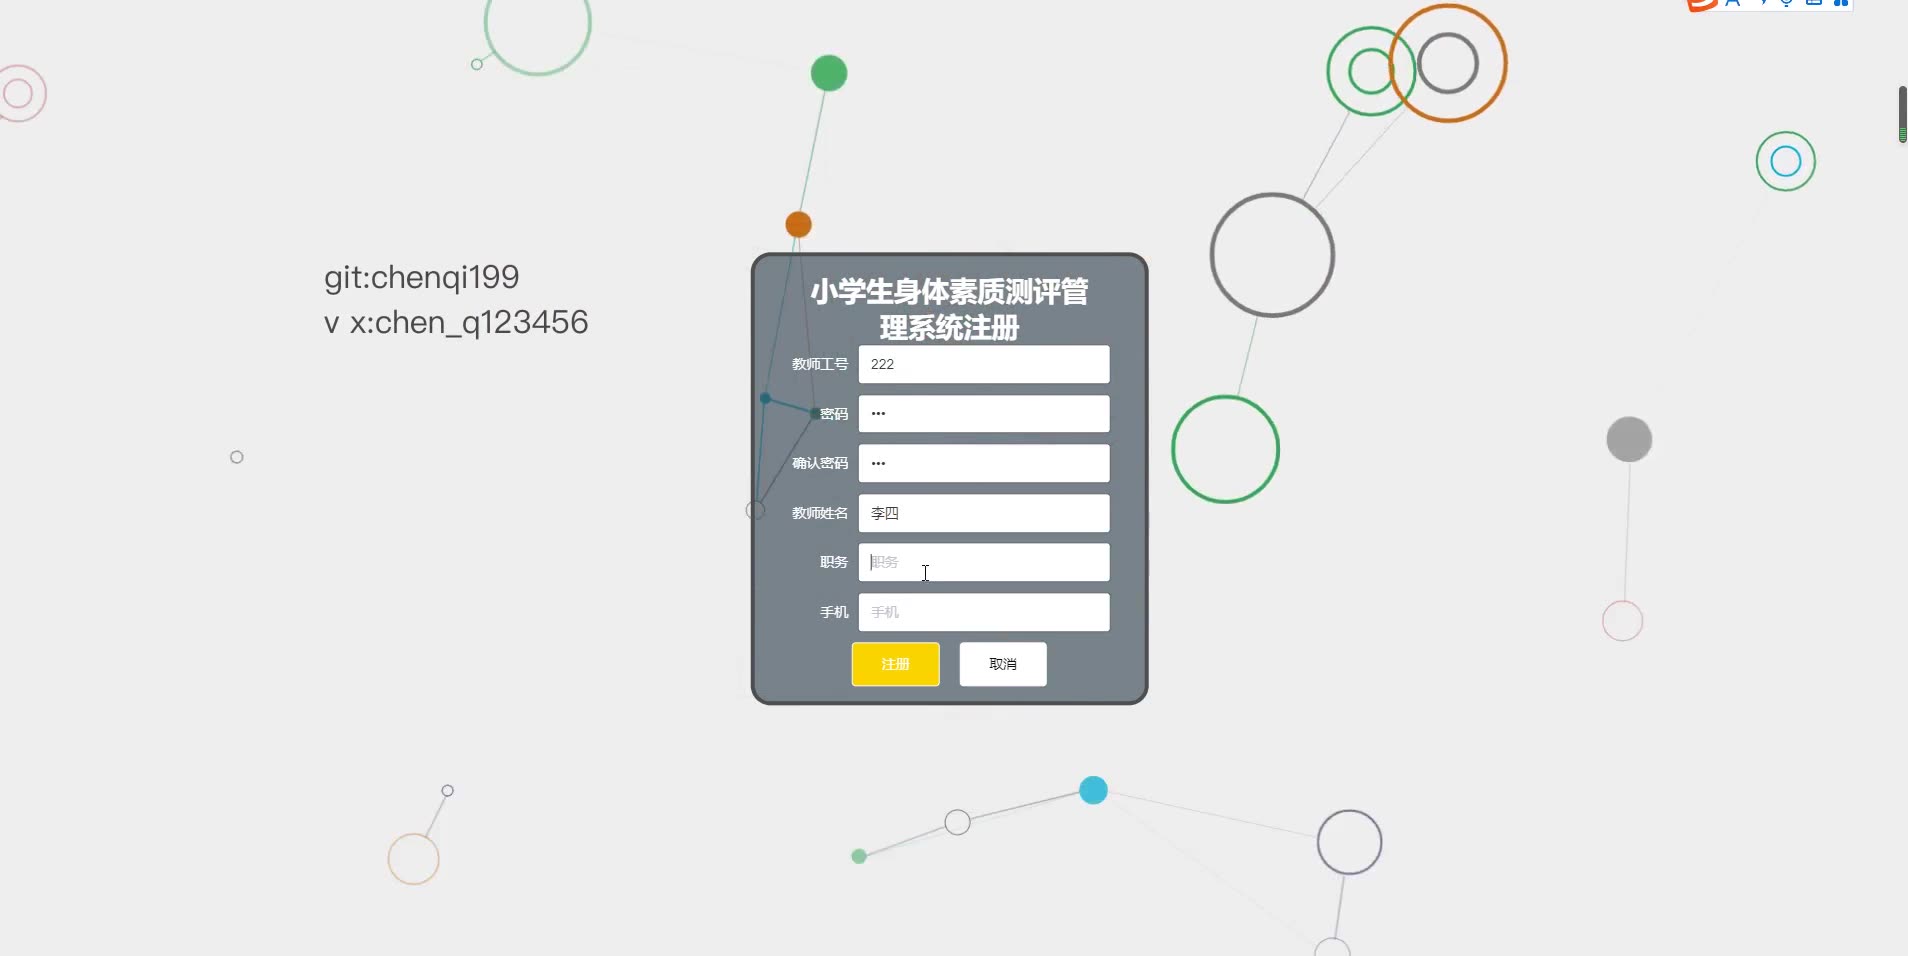 git:chenqi199
v x:chen_q123456
小学生身体素质测评管
理系统注册
教师工号 222
密码 •••
确认密码 •••
教师姓名 李四
职务 职务
手机 手机
注册 取消